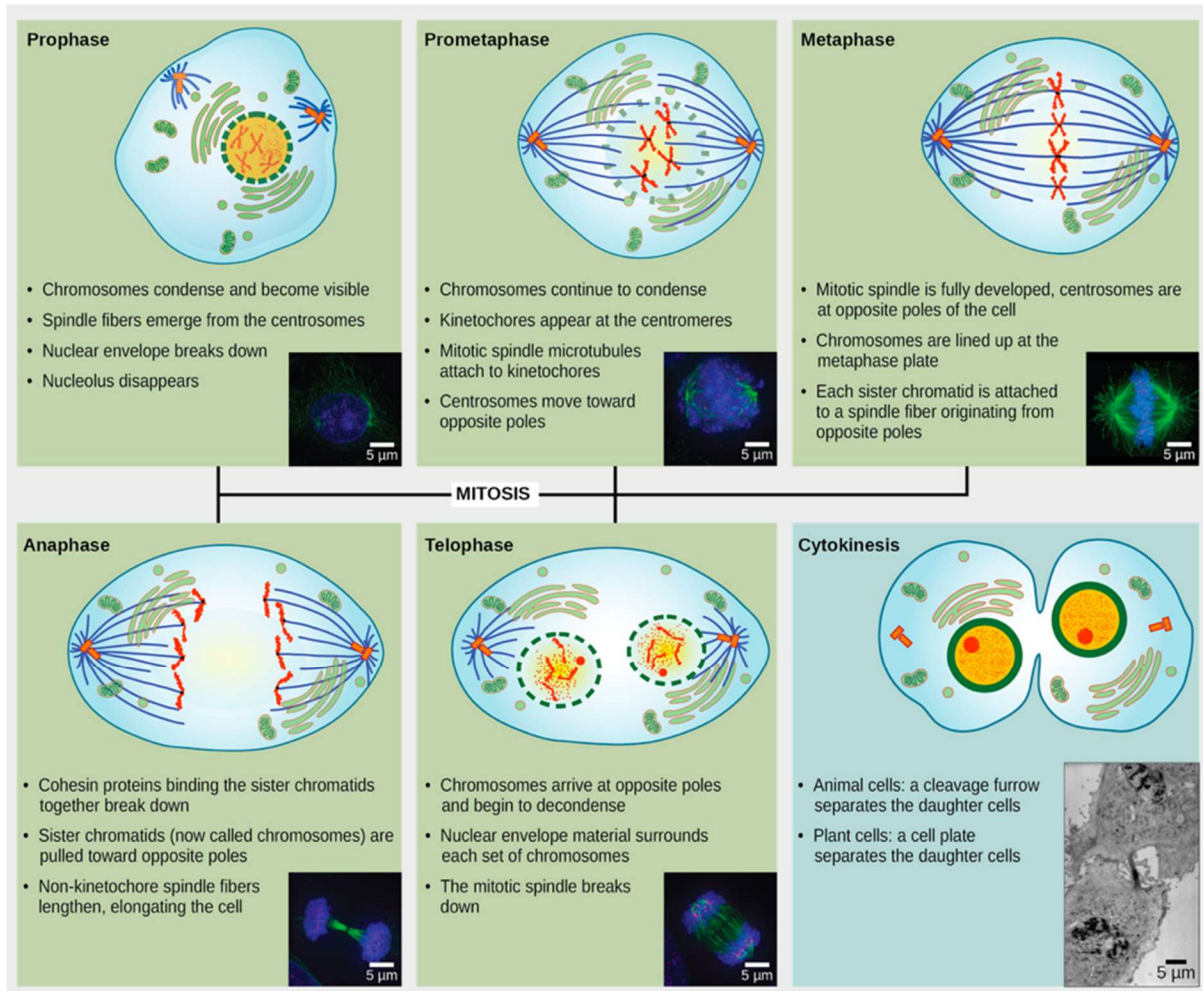 Prophase
• Chromosomes condense and become visible
• Spindle fibers emerge from the centrosomes
• Nuclear envelope breaks down
• Nucleolus disappears
5 µm
Prometaphase
• Chromosomes continue to condense
• Kinetochores appear at the centromeres
• Mitotic spindle microtubules
attach to kinetochores
• Centrosomes move toward
opposite poles
5 µm
Metaphase
• Mitotic spindle is fully developed, centrosomes are
at opposite poles of the cell
• Chromosomes are lined up at the
metaphase plate
• Each sister chromatid is attached
to a spindle fiber originating from
opposite poles
5 µm
MITOSIS
Anaphase
• Cohesin proteins binding the sister chromatids
together break down
• Sister chromatids (now called chromosomes) are
pulled toward opposite poles
• Non-kinetochore spindle fibers
lengthen, elongating the cell
5 µm
Telophase
• Chromosomes arrive at opposite poles
and begin to decondense
• Nuclear envelope material surrounds
each set of chromosomes
• The mitotic spindle breaks
down
5 µm
Cytokinesis
• Animal cells: a cleavage furrow
separates the daughter cells
• Plant cells: a cell plate
separates the daughter cells
5 µm